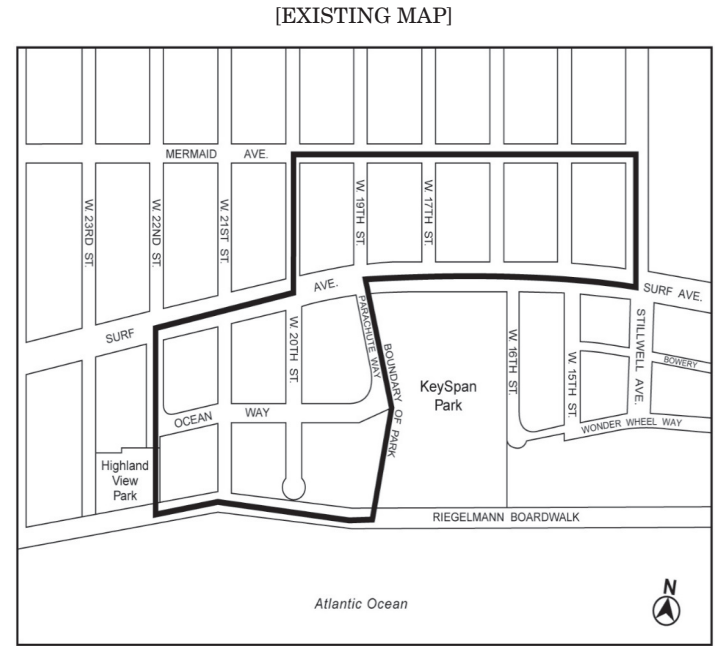 [EXISTING MAP]
MERMAID AVE.
W. 23RD ST.
W. 22ND ST.
W. 21ST ST.
W. 19TH ST.
W. 17TH ST.
SURF AVE.
SURF AVE.
W. 20TH ST.
PARACHUTE WAY
BOUNDARY OF PARK
KeySpan
Park
W. 16TH ST.
W. 15TH ST.
STILLWELL AVE.
BOWERY
OCEAN WAY
WONDER WHEEL WAY
Highland
View
Park
RIEGELMANN BOARDWALK
Atlantic Ocean
N